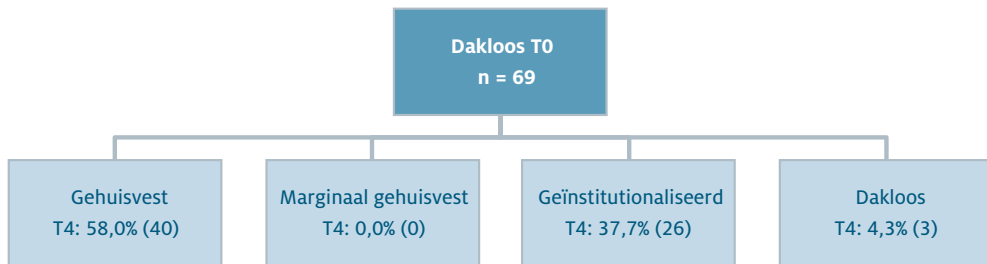 Dakloos T0
n = 69
Gehuisvest
T4: 58,0% (40)
Marginaal gehuisvest
T4: 0,0% (0)
Geïnstitutionaliseerd
T4: 37,7% (26)
Dakloos
T4: 4,3% (3)